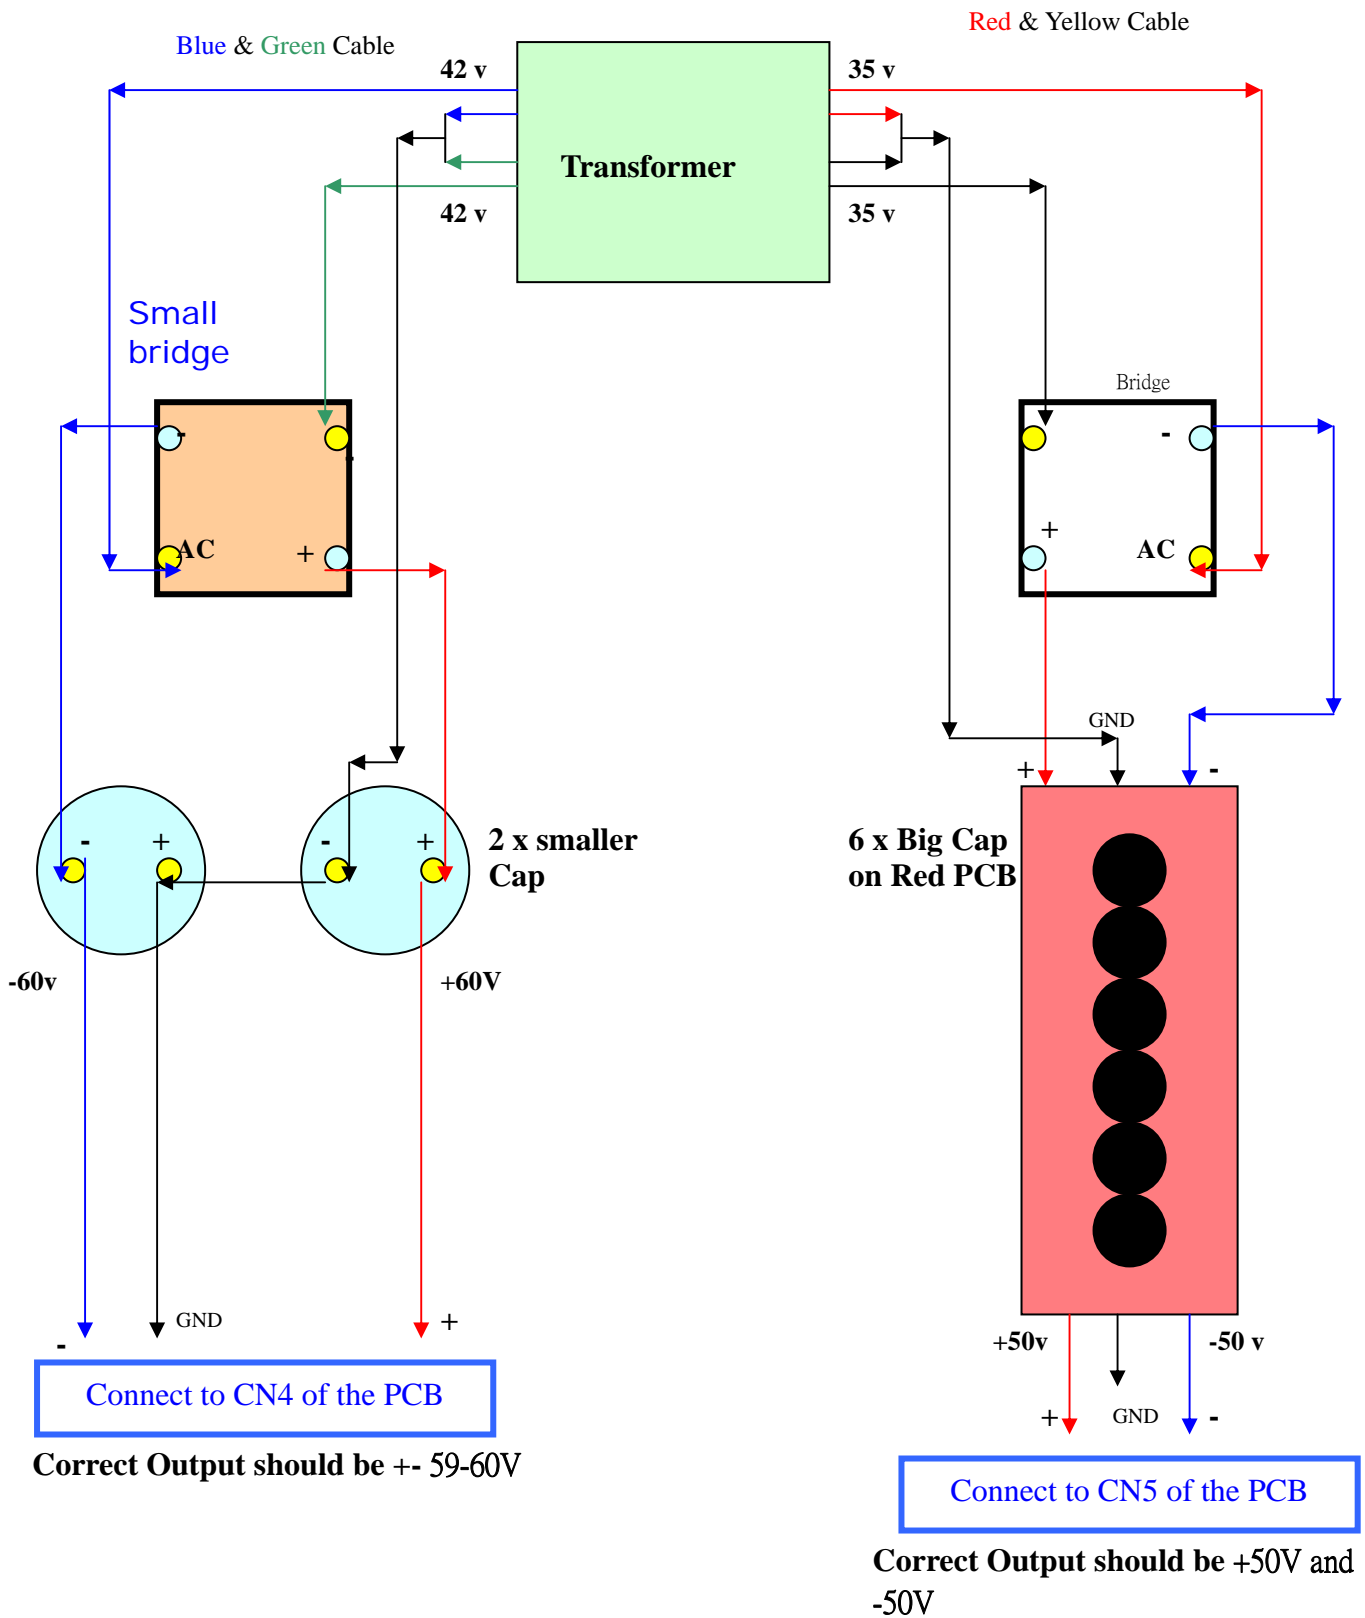 Red & Yellow Cable
Blue & Green Cable
42 v
35 v
Transformer
42 v
35 v
Small
bridge
Bridge
-
-
-
+
AC
+
AC
GND
+
-
-
+
-
+
2 x smaller
Cap
6 x Big Cap
on Red PCB
-60v
+60V
GND
+
-
+50v
-50 v
Connect to CN4 of the PCB
+
GND
-
Correct Output should be +- 59-60V
Connect to CN5 of the PCB
Correct Output should be +50V and
-50V